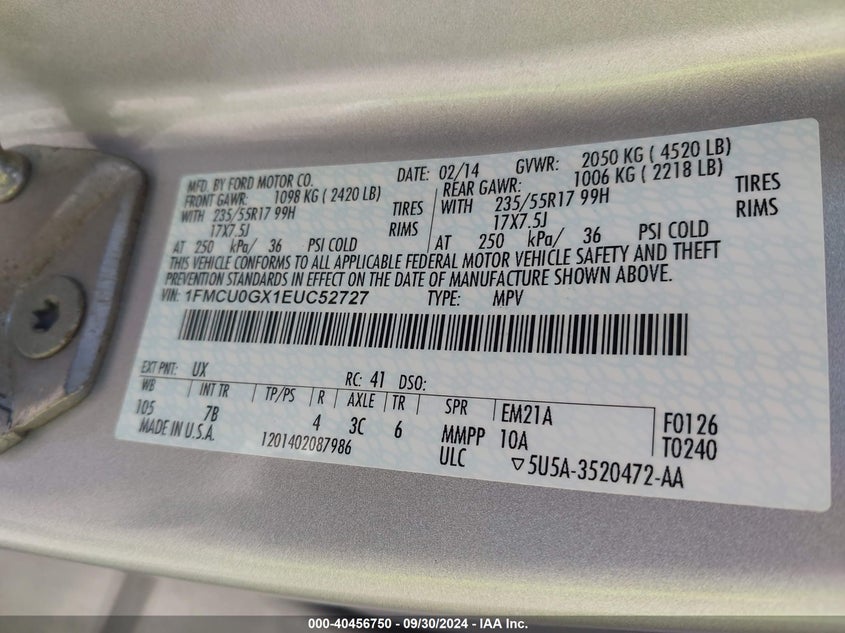 MFD. BY FORD MOTOR CO. DATE: 02/14 GVWR: 2050 KG ( 4520 LB)
FRONT GAWR: 1098 KG ( 2420 LB) REAR GAWR: 1006 KG ( 2218 LB)
WITH 235/55R17 99H TIRES WITH 235/55R17 99H TIRES
17X7.5J RIMS 17X7.5J RIMS
AT 250 kPa/ 36 PSI COLD AT 250 kPa/ 36 PSI COLD
THIS VEHICLE CONFORMS TO ALL APPLICABLE FEDERAL MOTOR VEHICLE SAFETY AND THEFT
PREVENTION STANDARDS IN EFFECT ON THE DATE OF MANUFACTURE SHOWN ABOVE.
VIN: 1FMCU0GX1EUC52727 TYPE: MPV
EXT PNT: UX RC: 41 DSO:
WB INT TR TP/PS R AXLE TR SPR EM21A F0126
105 7B 4 3C 6 MMPP 10A T0240
MADE IN U.S.A. 1201402087986 ULC ▽5U5A-3520472-AA
000-40456750 - 09/30/2024 - IAA Inc.